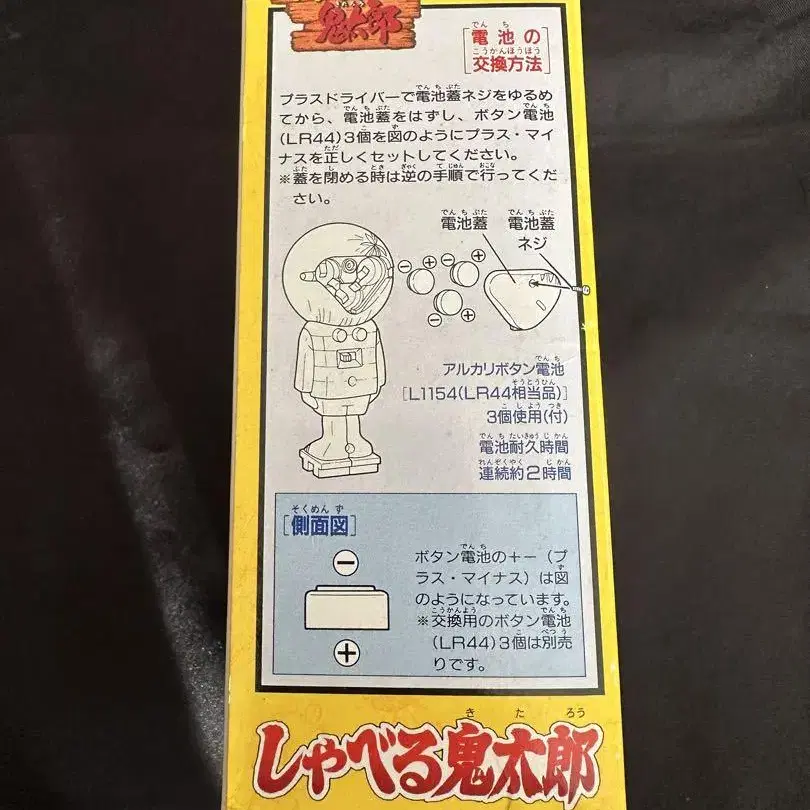 鬼太郎
[電池の
交換方法]
プラスドライバーで電池蓋ネジをゆるめ
てから、電池蓋をはずし、ボタン電池
(LR44)3個を図のようにプラス・マイ
ナスを正しくセットしてください。
※蓋を閉める時は逆の手順で行ってくだ
さい。
電池蓋 電池蓋
ネジ
⊖ ⊕ ⊕ ⊖
⊖ ⊕
アルカリボタン電池
[L1154(LR44相当品)]
3個使用(付)
電池耐久時間
連続約2時間
[側面図]
⊖
⊕
ボタン電池の+−(プ
ラス・マイナス)は図
のようになっています。
※交換用のボタン電池
(LR44)3個は別売
りです。
きたろう
しゃべる鬼太郎